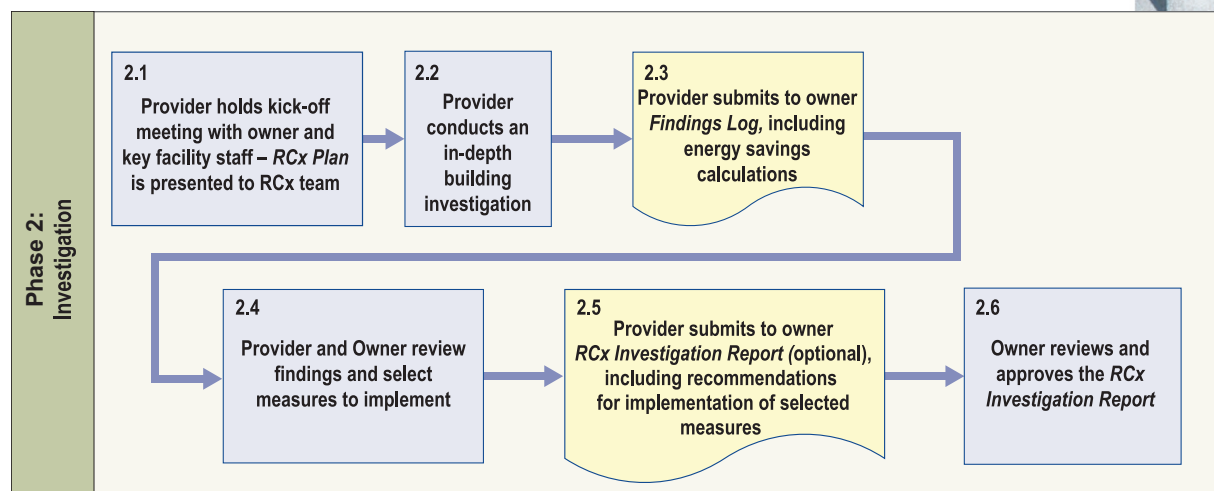 Phase 2:
Investigation
2.1
Provider holds kick-off
meeting with owner and
key facility staff – RCx Plan
is presented to RCx team
2.2
Provider
conducts an
in-depth
building
investigation
2.3
Provider submits to owner
Findings Log, including
energy savings
calculations
2.4
Provider and Owner review
findings and select
measures to implement
2.5
Provider submits to owner
RCx Investigation Report (optional),
including recommendations
for implementation of selected
measures
2.6
Owner reviews and
approves the RCx
Investigation Report